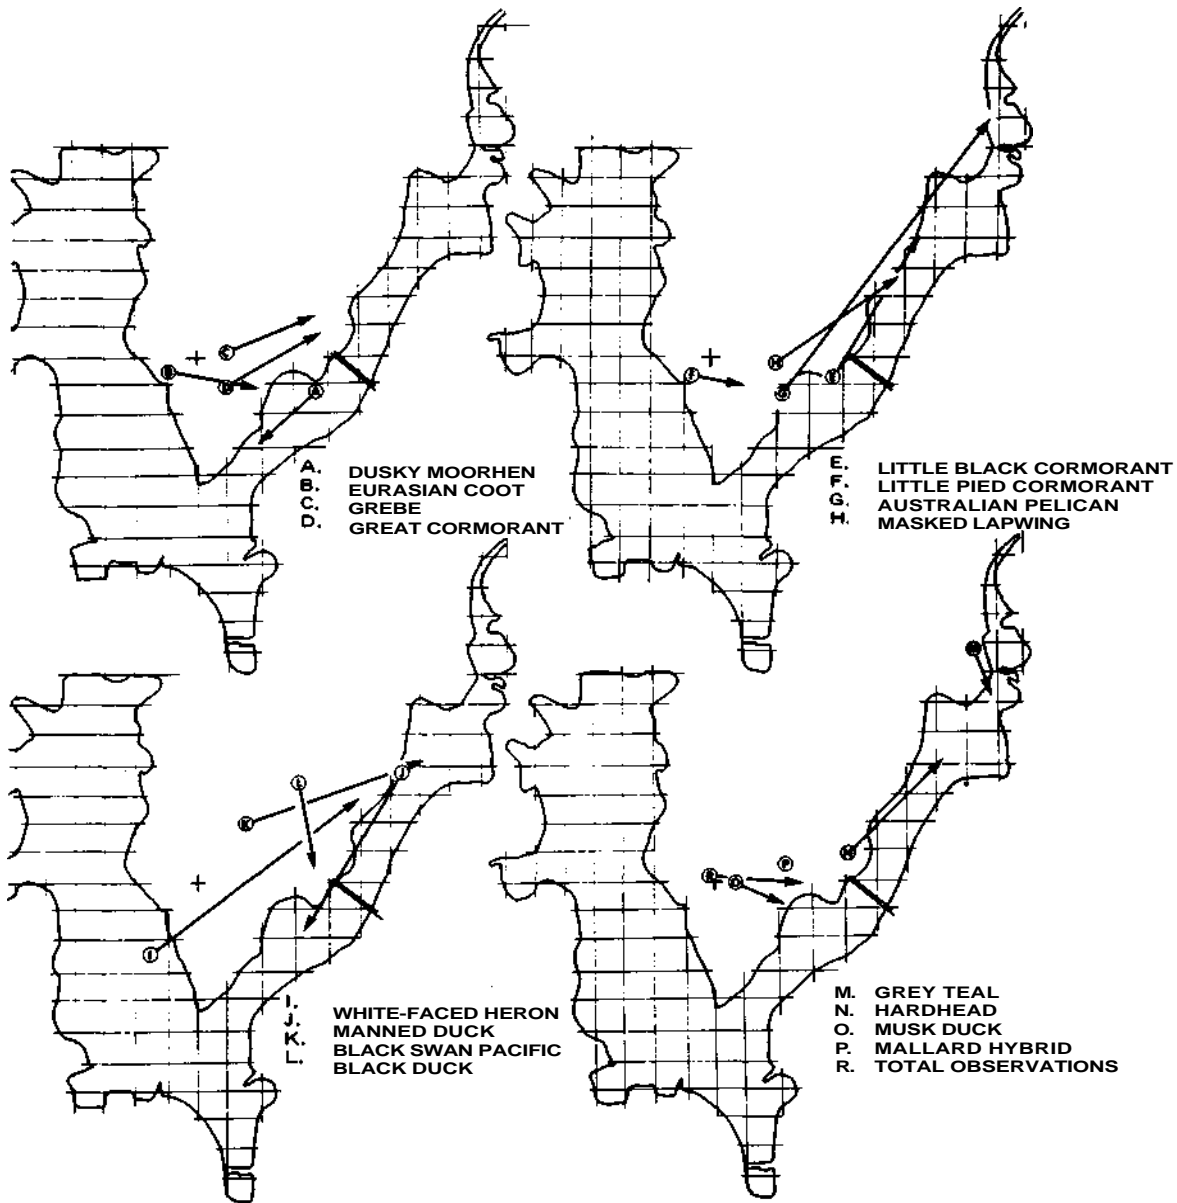 C
B
D
A
A. DUSKY MOORHEN
B. EURASIAN COOT
C. GREBE
D. GREAT CORMORANT
H
F
G
E
E. LITTLE BLACK CORMORANT
F. LITTLE PIED CORMORANT
G. AUSTRALIAN PELICAN
H. MASKED LAPWING
J
L
K
I
I. WHITE-FACED HERON
J. MANNED DUCK
K. BLACK SWAN PACIFIC
L. BLACK DUCK
P
R
O
M. GREY TEAL
N. HARDHEAD
O. MUSK DUCK
P. MALLARD HYBRID
R. TOTAL OBSERVATIONS